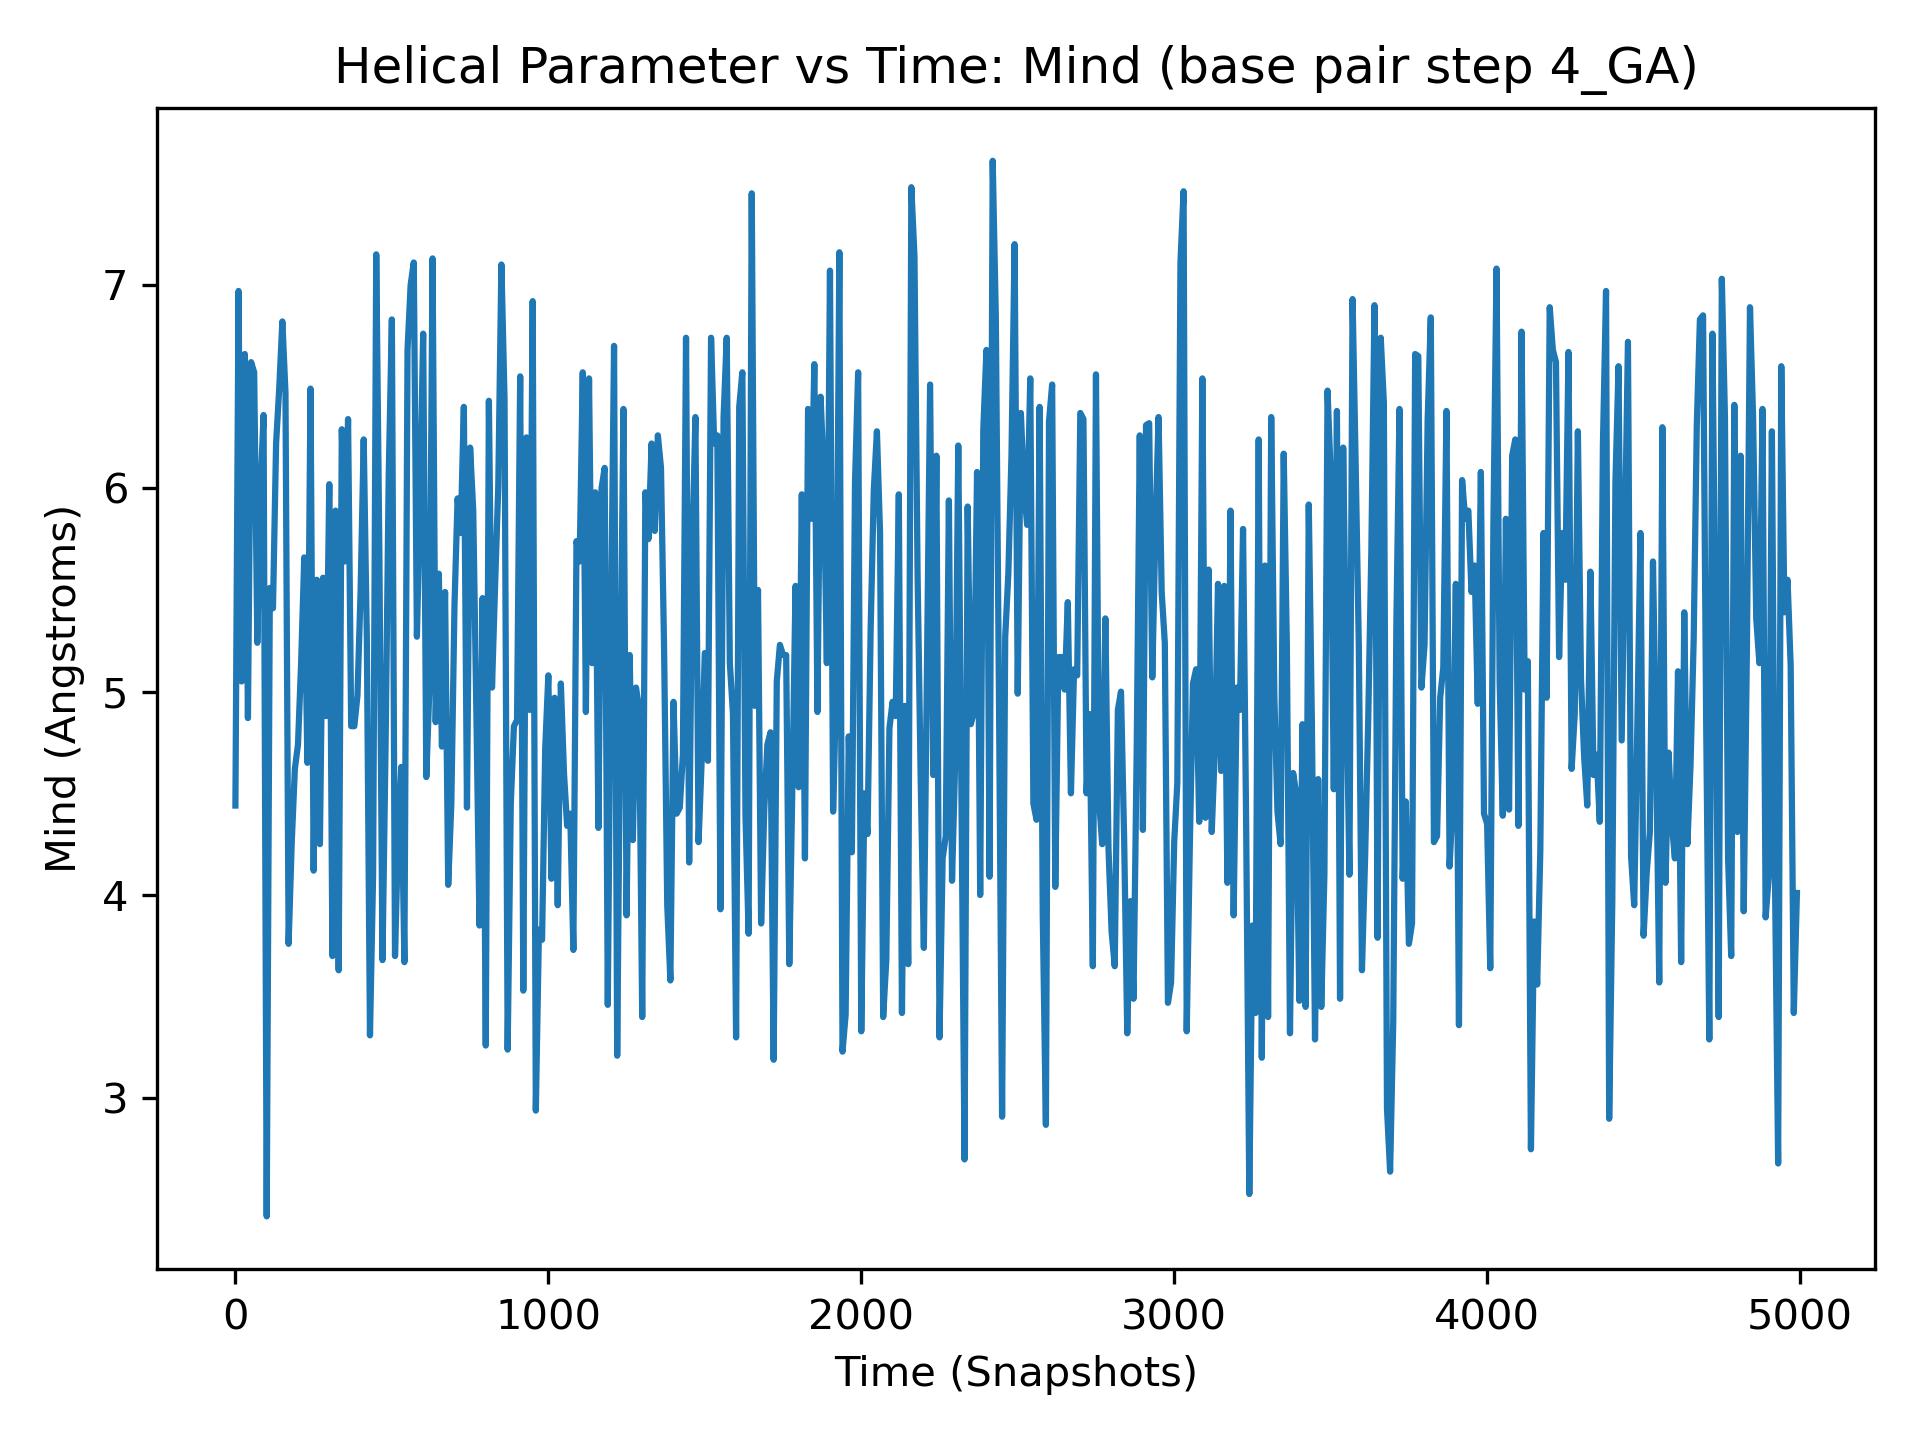 Helical Parameter vs Time: Mind (base pair step 4_GA)
7
6
5
4
3
Mind (Angstroms)
0 1000 2000 3000 4000 5000
Time (Snapshots)